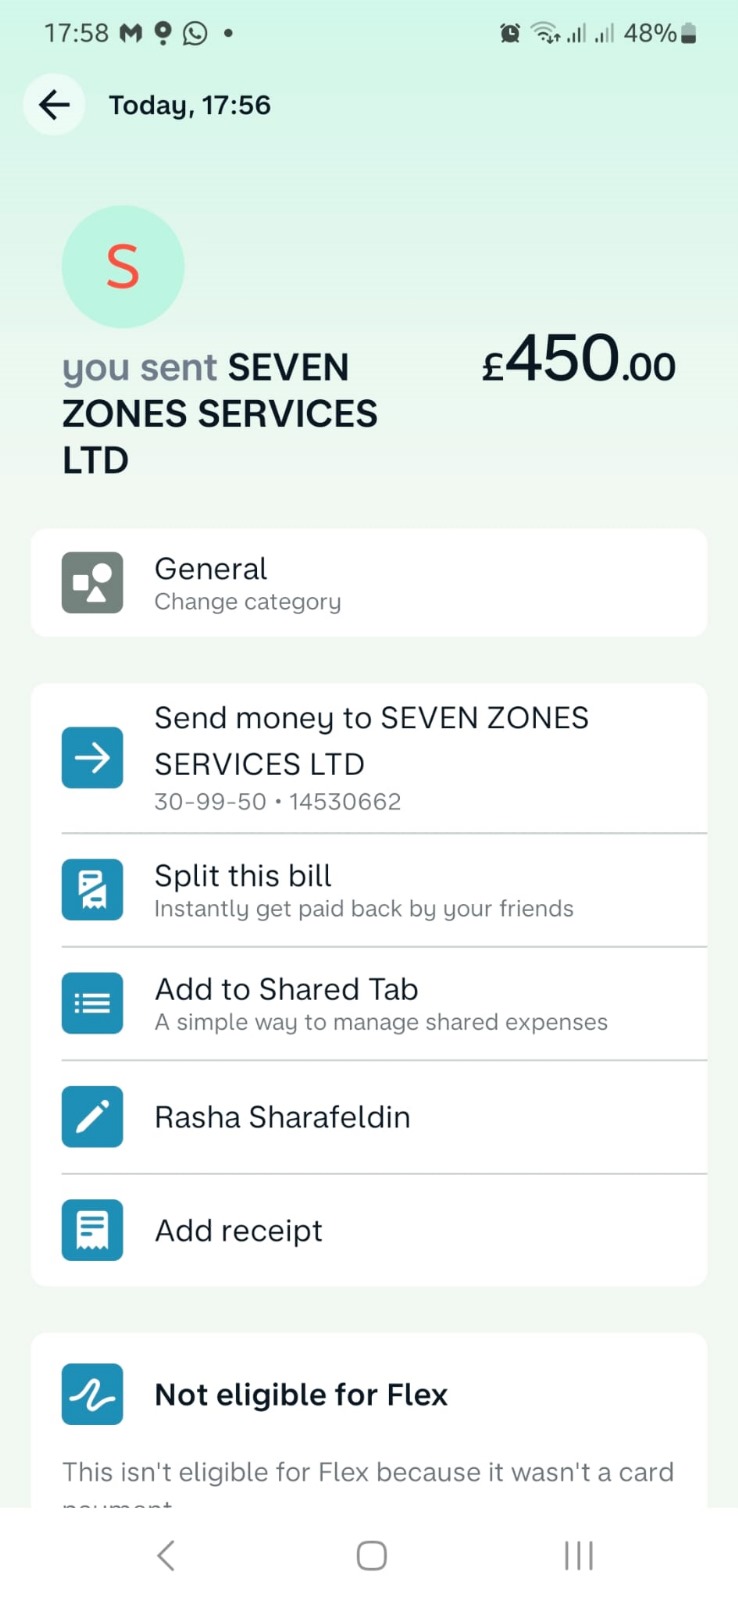 17:58 48%
Today, 17:56
S
you sent SEVEN
ZONES SERVICES
LTD
£450.00
General
Change category
Send money to SEVEN ZONES
SERVICES LTD
30-99-50 • 14530662
Split this bill
Instantly get paid back by your friends
Add to Shared Tab
A simple way to manage shared expenses
Rasha Sharafeldin
Add receipt
Not eligible for Flex
This isn't eligible for Flex because it wasn't a card